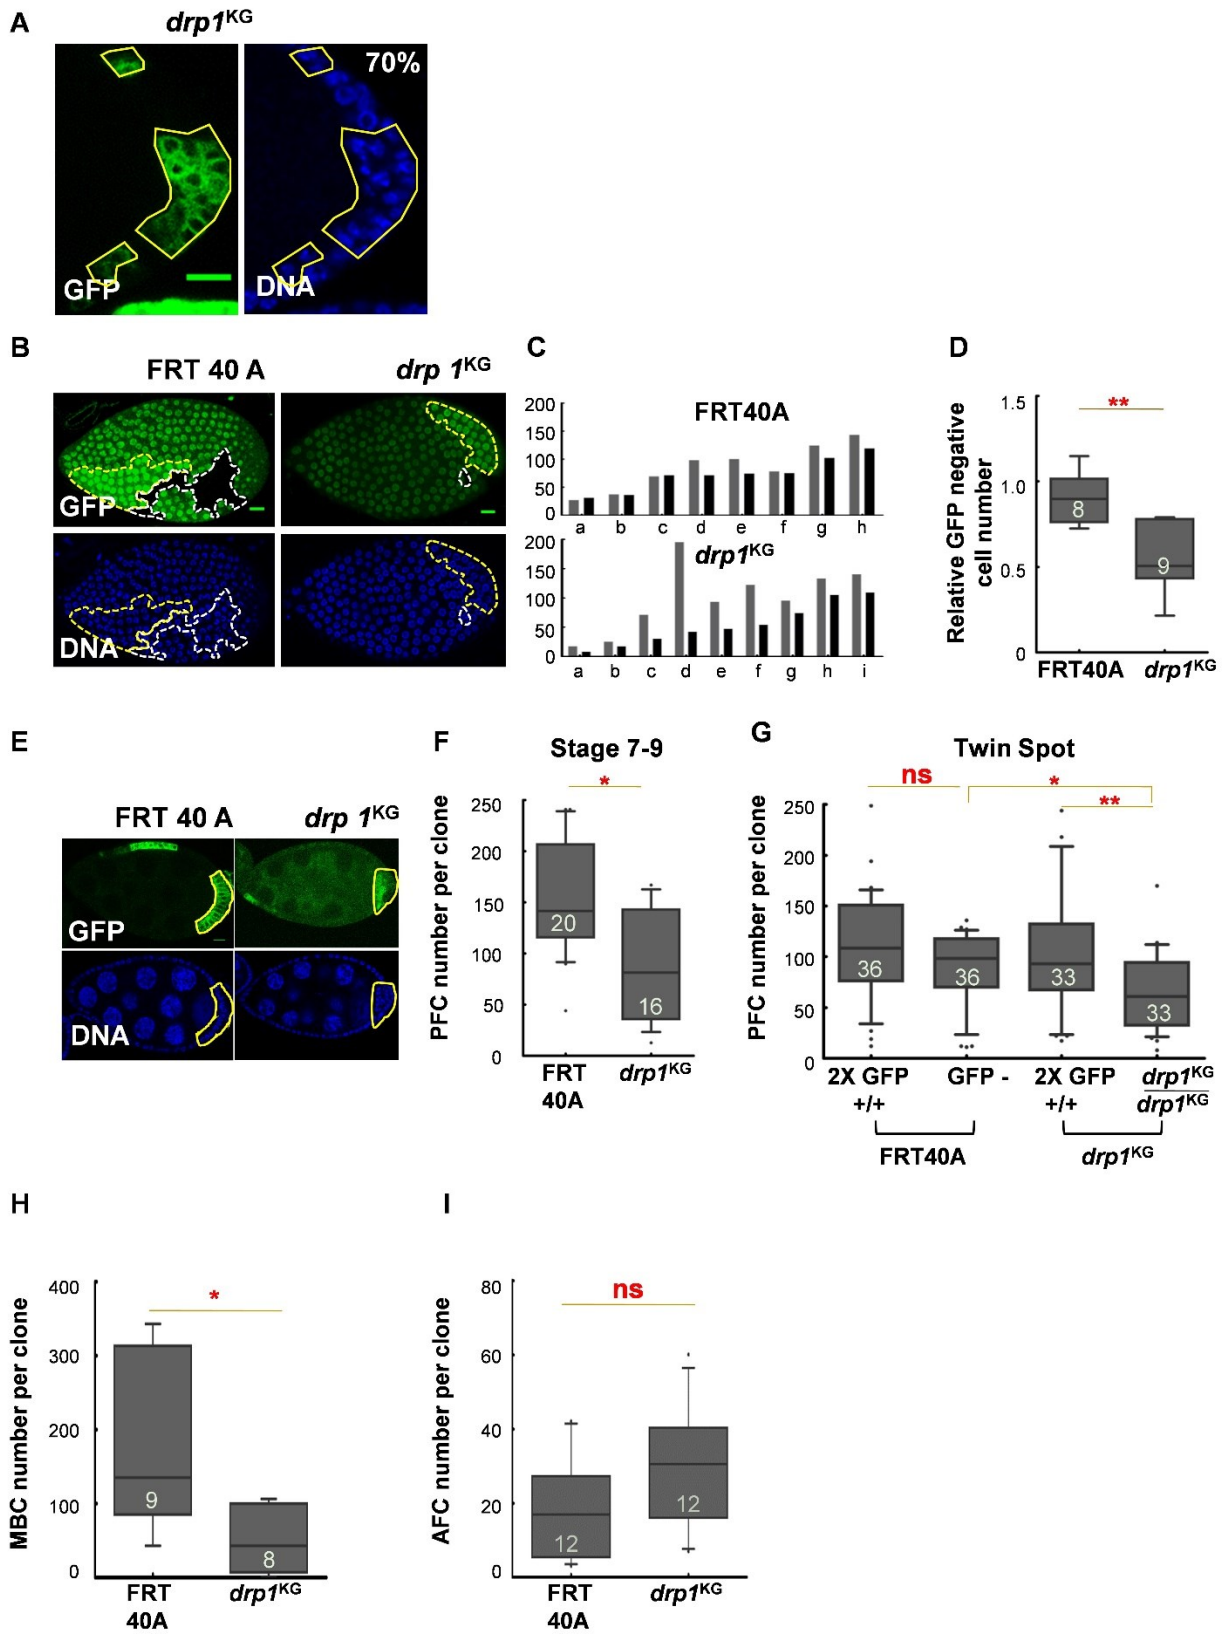 A
drp1KG
70%
GFP
DNA
B
FRT 40 A
drp 1KG
GFP
DNA
C
FRT40A
200
150
100
50
0
a b c d e f g h
drp1KG
200
150
100
50
0
a b c d e f g h i
D
**
Relative GFP negative
cell number
1.5
1.0
0.5
0
8
9
FRT40A drp1KG
E
FRT 40 A
drp 1KG
GFP
DNA
F
Stage 7-9
*
PFC number per clone
250
200
150
100
50
0
20
16
FRT
40A
drp1KG
G
Twin Spot
ns
*
**
PFC number per clone
250
200
150
100
50
0
36
36
33
33
2X GFP
+/+
GFP -
2X GFP
+/+
drp1KG
drp1KG
FRT40A
drp1KG
H
*
MBC number per clone
400
300
200
100
0
9
8
FRT
40A
drp1KG
I
ns
AFC number per clone
80
60
40
20
0
12
12
FRT
40A
drp1KG